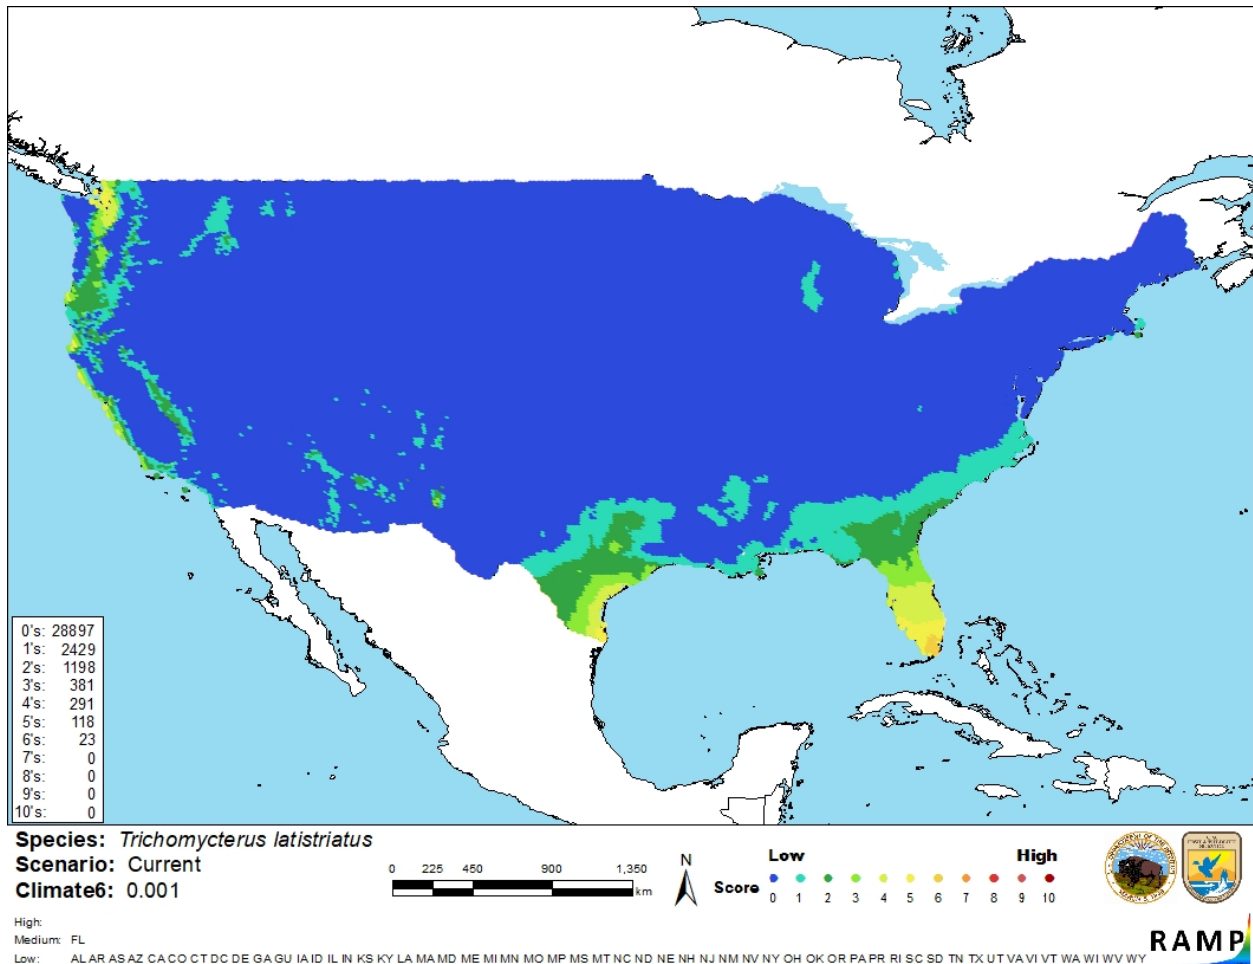 0's: 28897
1's: 2429
2's: 1198
3's: 381
4's: 291
5's: 118
6's: 23
7's: 0
8's: 0
9's: 0
10's: 0
Species: Trichomycterus latistriatus
Scenario: Current
Climate6: 0.001
0 225 450 900 1,350
km
N
Low High
Score 0 1 2 3 4 5 6 7 8 9 10
High:
Medium: FL
Low: AL AR AS AZ CA CO CT DC DE GA GU IA ID IL IN KS KY LA MA MD ME MI MN MO MP MS MT NC ND NE NH NJ NM NV NY OH OK OR PA PR RI SC SD TN TX UT VA VI VT WA WI WV WY
RAMP